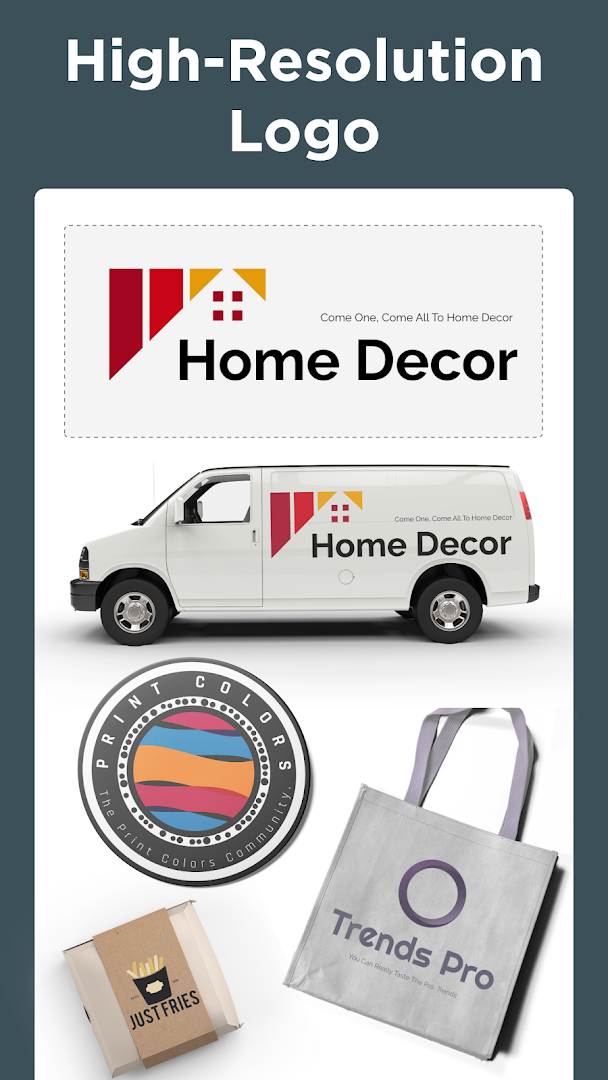 High-Resolution
Logo
Come One, Come All To Home Decor
Home Decor
Come One, Come All To Home Decor
Home Decor
PRINT COLORS
The Print Colors Community.
Trends Pro
You Can Really Taste The Pro Trends
JUST FRIES